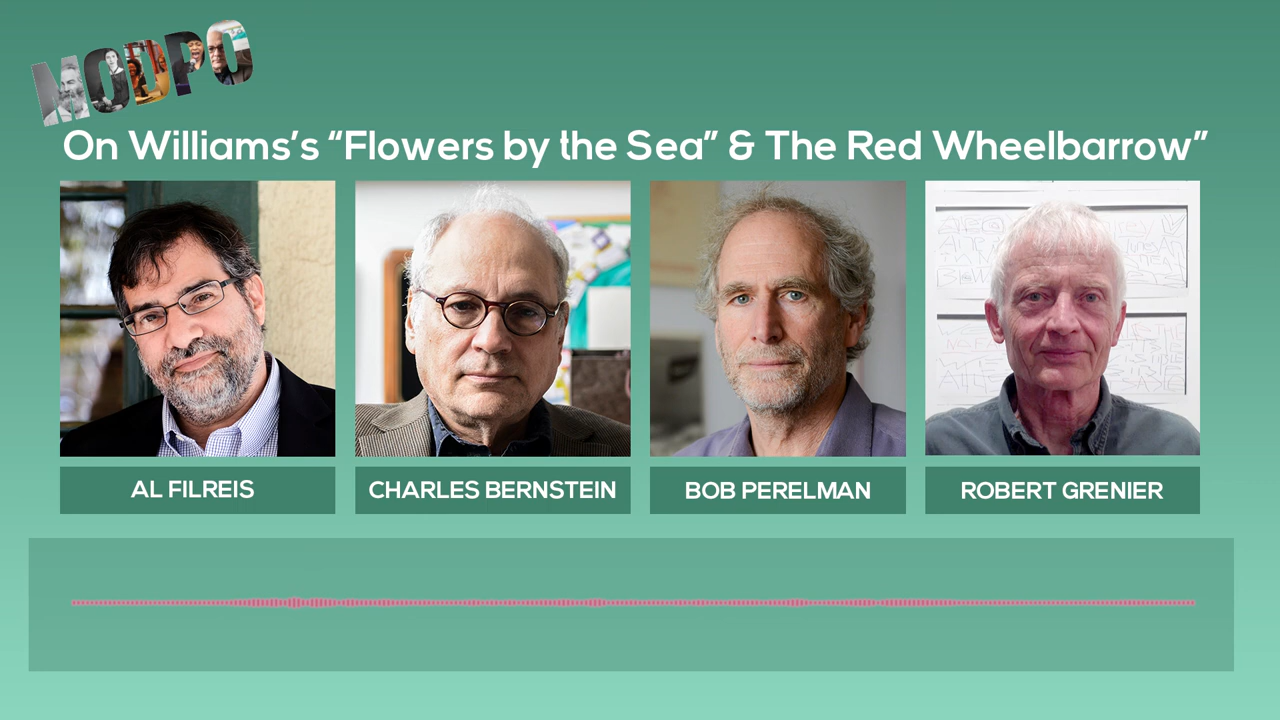 MODPO
On Williams’s “Flowers by the Sea” & The Red Wheelbarrow”
AL FILREIS
CHARLES BERNSTEIN
BOB PERELMAN
ROBERT GRENIER